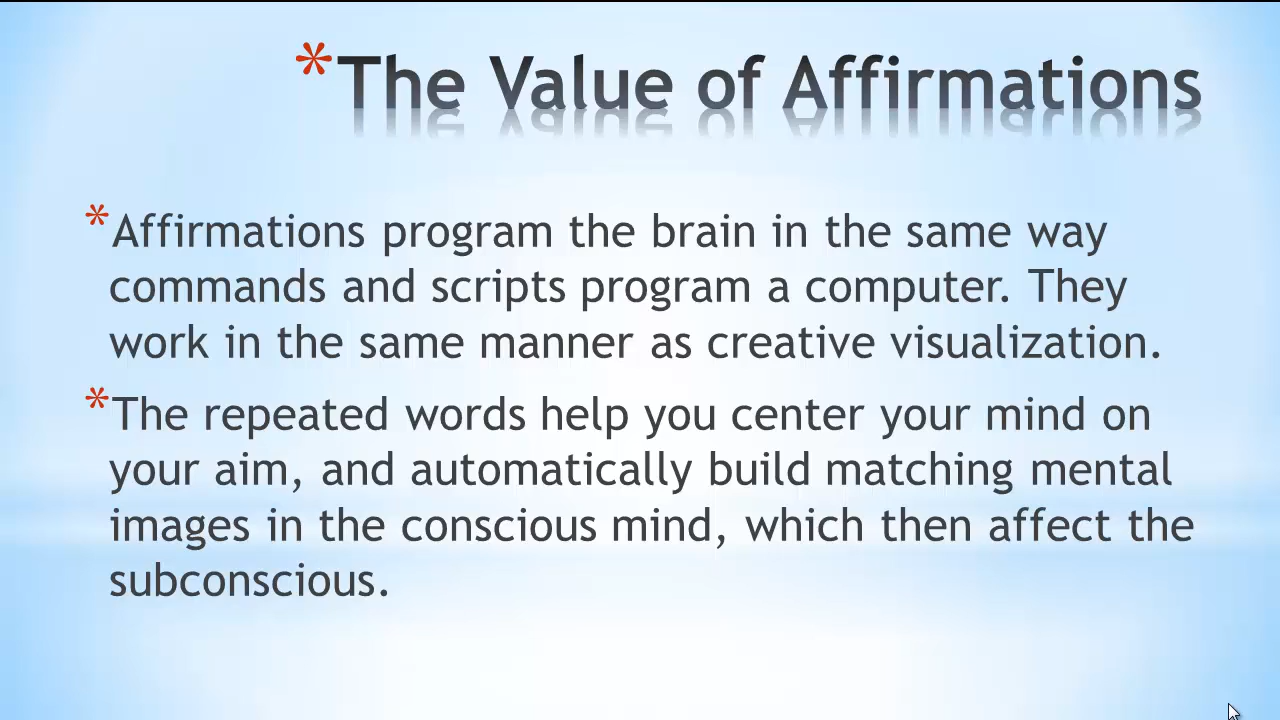 *The Value of Affirmations
*Affirmations program the brain in the same way
commands and scripts program a computer. They
work in the same manner as creative visualization.
*The repeated words help you center your mind on
your aim, and automatically build matching mental
images in the conscious mind, which then affect the
subconscious.